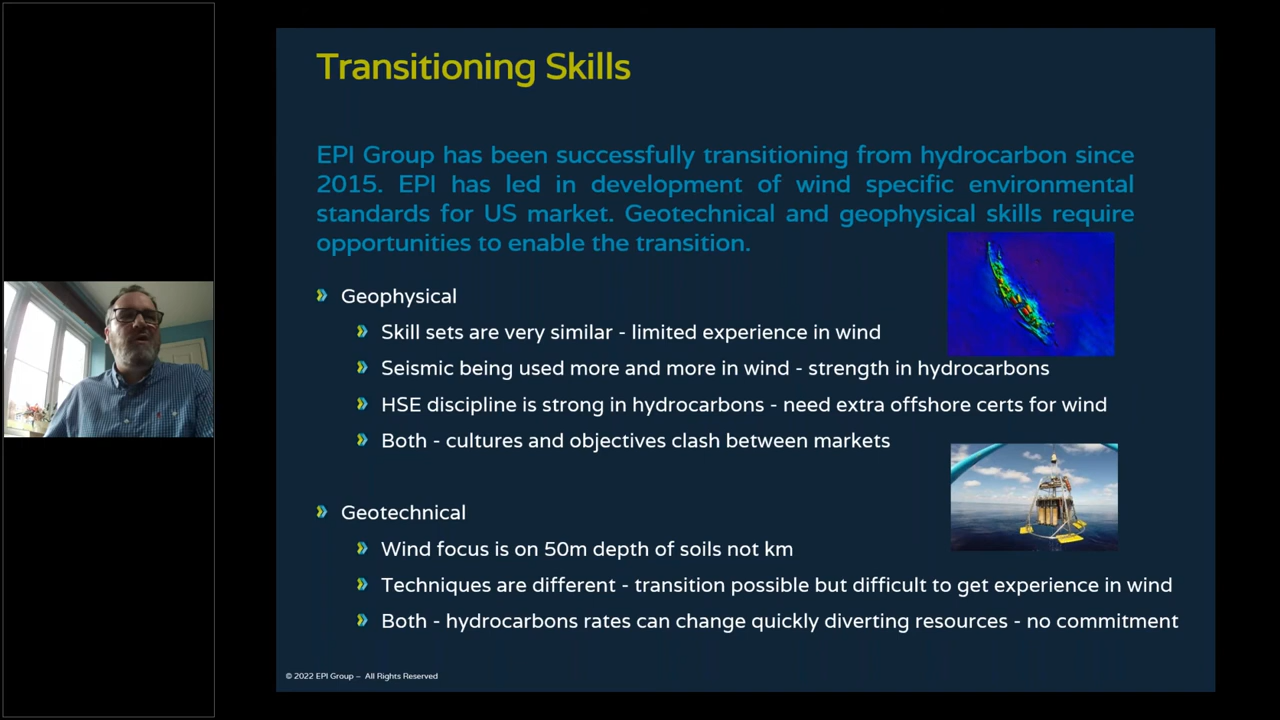 Transitioning Skills
EPI Group has been successfully transitioning from hydrocarbon since
2015. EPI has led in development of wind specific environmental
standards for US market. Geotechnical and geophysical skills require
opportunities to enable the transition.
Geophysical
Skill sets are very similar - limited experience in wind
Seismic being used more and more in wind - strength in hydrocarbons
HSE discipline is strong in hydrocarbons - need extra offshore certs for wind
Both - cultures and objectives clash between markets
Geotechnical
Wind focus is on 50m depth of soils not km
Techniques are different - transition possible but difficult to get experience in wind
Both - hydrocarbons rates can change quickly diverting resources - no commitment
© 2022 EPI Group – All Rights Reserved